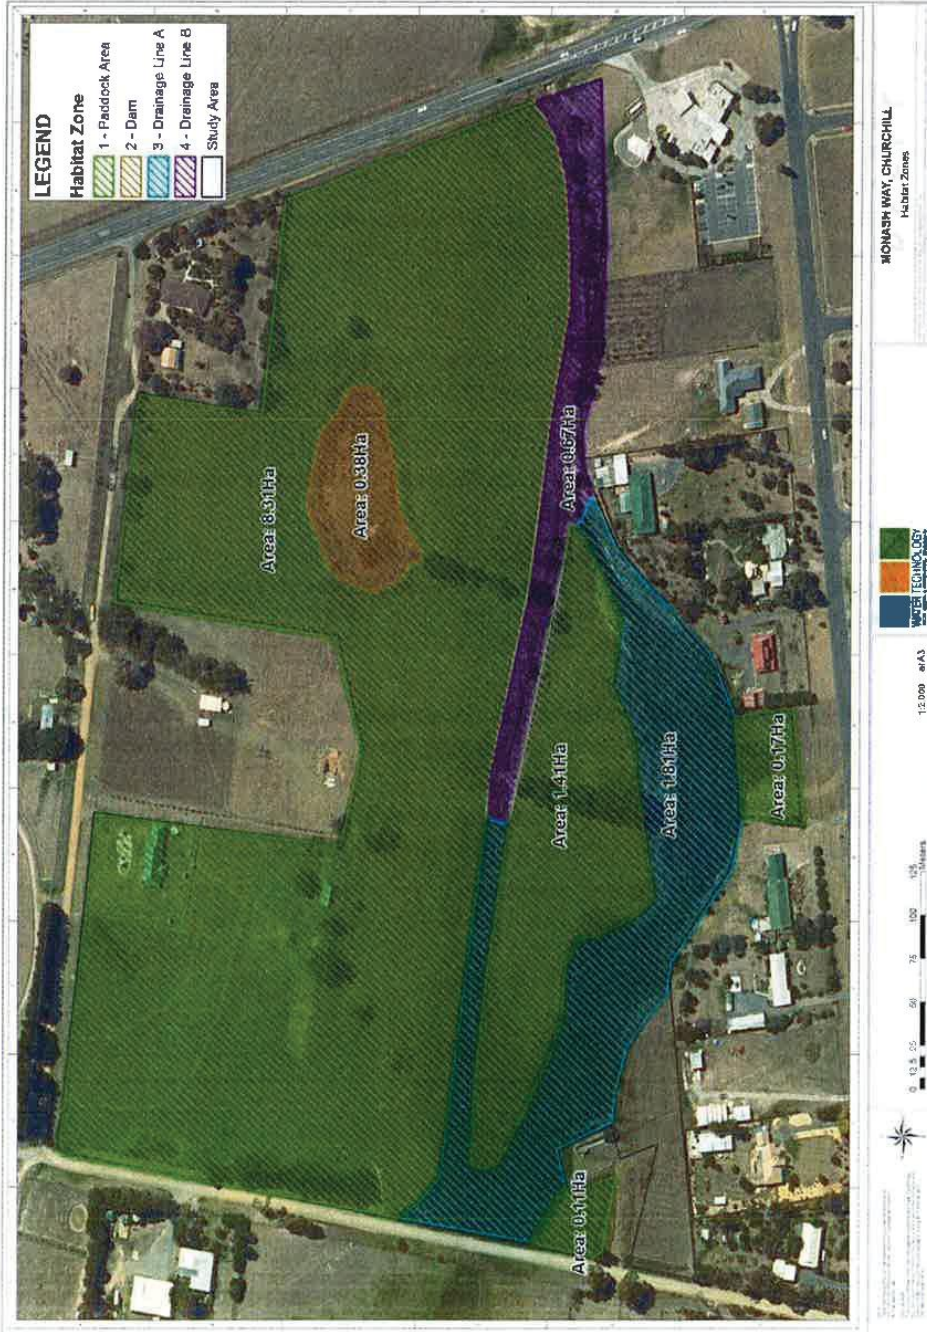 LEGEND
Habitat Zone
1 - Paddock Area
2 - Dam
3 - Drainage Line A
4 - Drainage Line B
Study Area
Area: 8.31Ha
Area: 0.38Ha
Area: 0.67Ha
Area: 1.41Ha
Area: 1.81Ha
Area: 0.17Ha
Area: 0.11Ha
0 12.5 25 50 75 100 125
Meters
1:2,000 at A3
WATER TECHNOLOGY
MONASH WAY, CHURCHILL
Habitat Zones